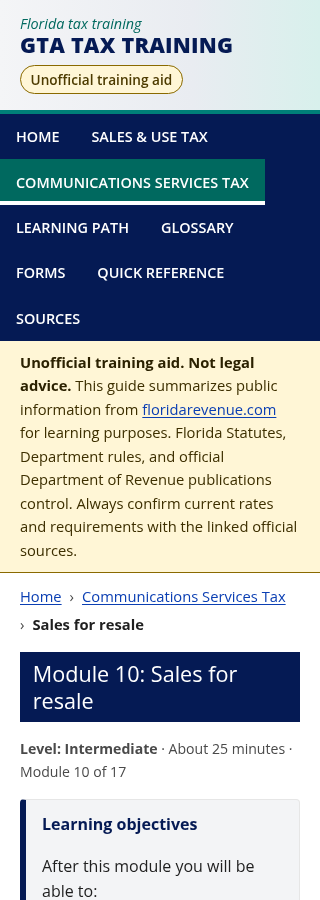 Florida tax training
GTA TAX TRAINING
Unofficial training aid
HOME SALES & USE TAX
COMMUNICATIONS SERVICES TAX
LEARNING PATH GLOSSARY
FORMS QUICK REFERENCE
SOURCES
Unofficial training aid. Not legal
advice. This guide summarizes public
information from floridarevenue.com
for learning purposes. Florida Statutes,
Department rules, and official
Department of Revenue publications
control. Always confirm current rates
and requirements with the linked official
sources.
Home › Communications Services Tax
› Sales for resale
Module 10: Sales for
resale
Level: Intermediate · About 25 minutes ·
Module 10 of 17
Learning objectives
After this module you will be
able to: